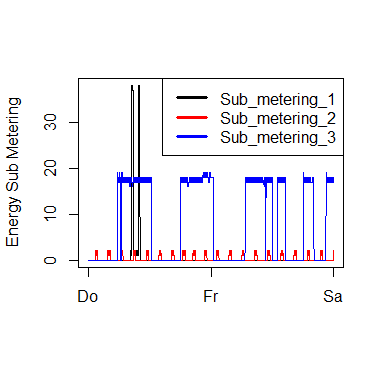 Sub_metering_1
Sub_metering_2
Sub_metering_3
Energy Sub Metering
30
20
10
0
Do Fr Sa